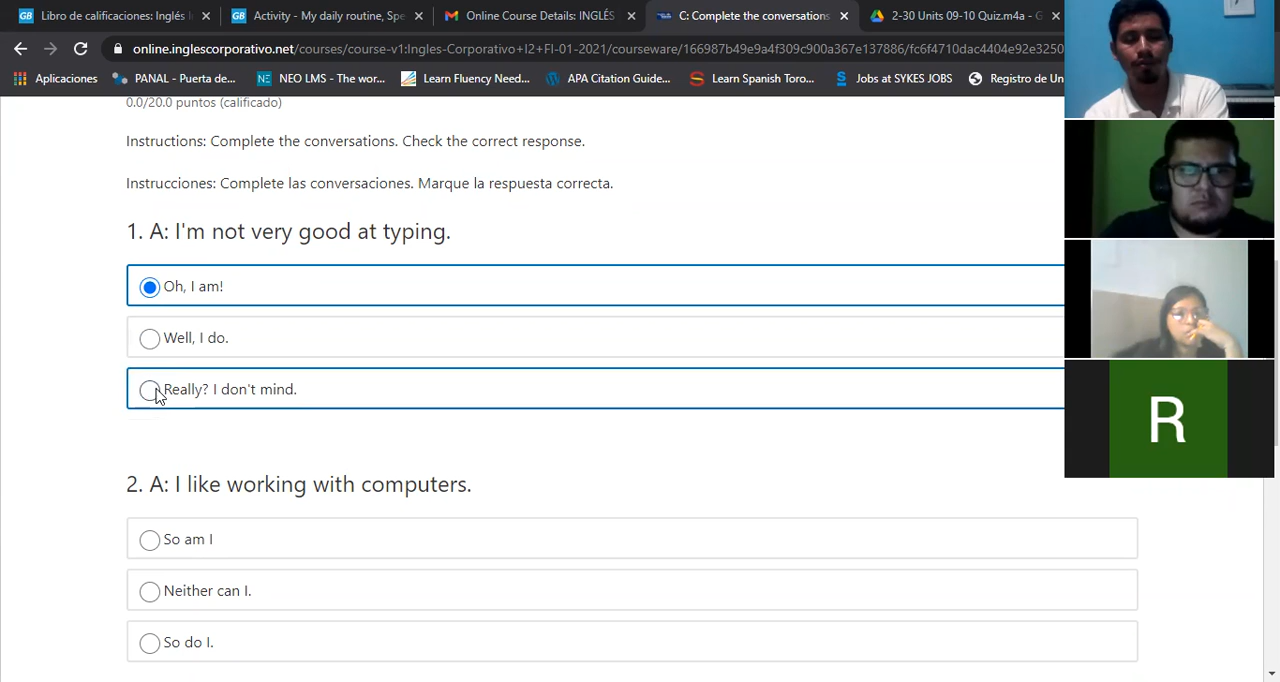 Libro de calificaciones: Inglés I
Activity - My daily routine, Spe
Online Course Details: INGLÉS
C: Complete the conversations
2-30 Units 09-10 Quiz.m4a - G
online.inglescorporativo.net/courses/course-v1:Ingles-Corporativo+I2+FI-01-2021/courseware/166987b49e9a4f309c900a367e137886/fc6f4710dac4404e92e3250
Aplicaciones
PANAL - Puerta de...
NEO LMS - The wor...
Learn Fluency Need...
APA Citation Guide...
Learn Spanish Toro...
Jobs at SYKES JOBS
Registro de Un
0.0/20.0 puntos (calificado)
Instructions: Complete the conversations. Check the correct response.
Instrucciones: Complete las conversaciones. Marque la respuesta correcta.
1. A: I'm not very good at typing.
Oh, I am!
Well, I do.
Really? I don't mind.
2. A: I like working with computers.
So am I
Neither can I.
So do I.
R